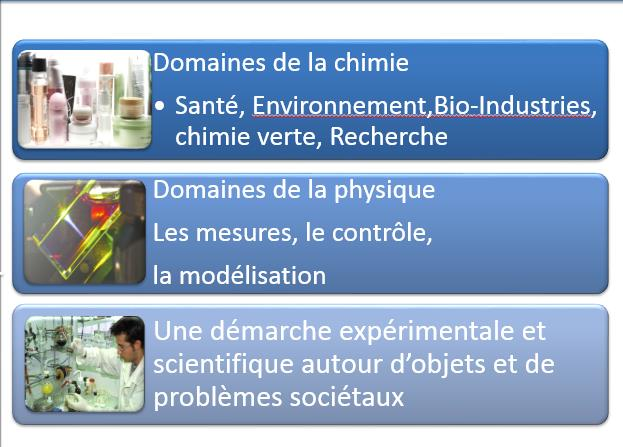 Domaines de la chimie
• Santé, Environnement,Bio-Industries,
chimie verte, Recherche
Domaines de la physique
Les mesures, le contrôle,
la modélisation
Une démarche expérimentale et
scientifique autour d’objets et de
problèmes sociétaux